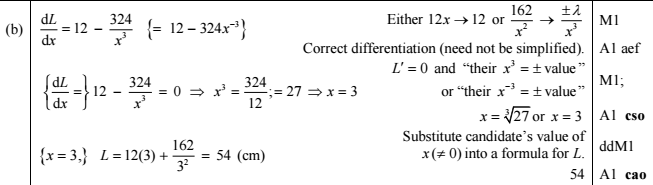 (b) dL/dx = 12 − 324/x³ {= 12 − 324x⁻³} Either 12x → 12 or 162/x² → ±λ/x³ M1
Correct differentiation (need not be simplified). A1 aef
{dL/dx =} 12 − 324/x³ = 0 ⇒ x³ = 324/12; = 27 ⇒ x = 3 L′ = 0 and “their x³ = ± value” M1;
or “their x⁻³ = ± value”
x = ∛27 or x = 3 A1 cso
{x = 3,} L = 12(3) + 162/3² = 54 (cm) Substitute candidate’s value of ddM1
x(≠ 0) into a formula for L.
54 A1 cao